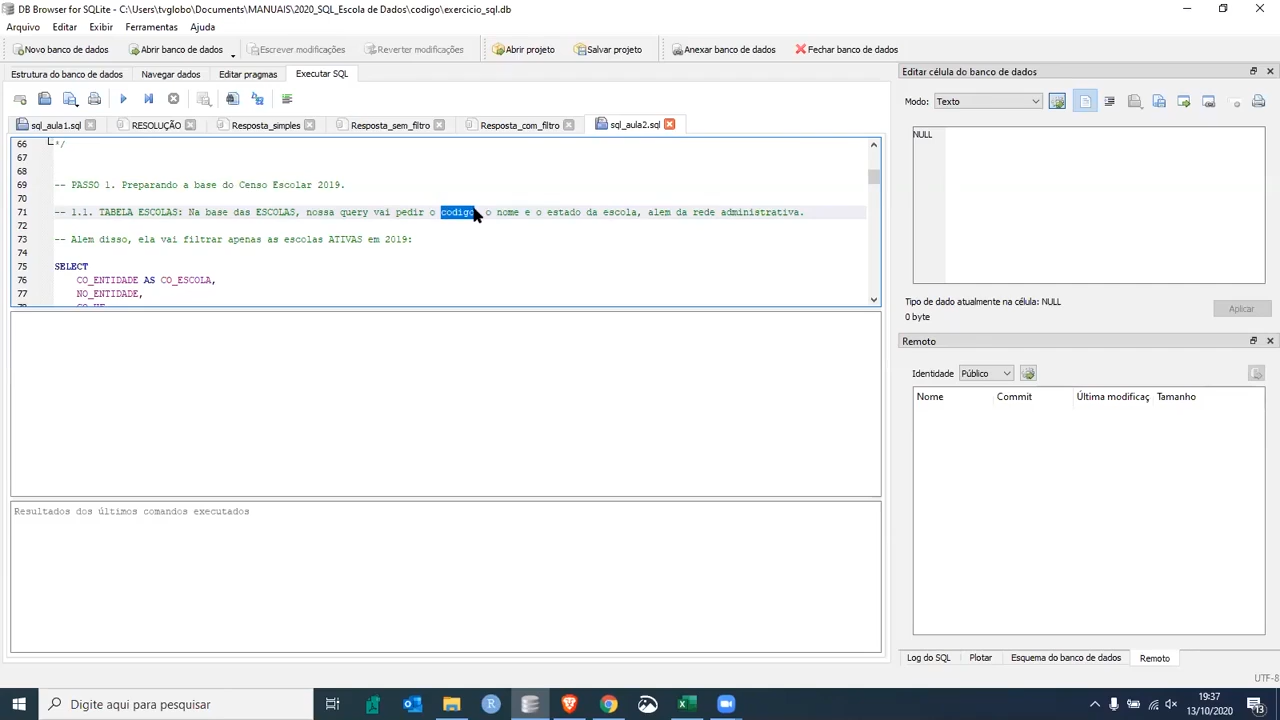 DB Browser for SQLite - C:\Users\tvglobo\Documents\MANUAIS\2020_SQL_Escola de Dados\codigo\exercicio_sql.db
Arquivo Editar Exibir Ferramentas Ajuda
Novo banco de dados Abrir banco de dados Escrever modificações Reverter modificações Abrir projeto Salvar projeto Anexar banco de dados Fechar banco de dados
Estrutura do banco de dados Navegar dados Editar pragmas Executar SQL
sql_aula1.sql RESOLUÇÃO Resposta_simples Resposta_sem_filtro Resposta_com_filtro sql_aula2.sql
66 */
67
68
69 -- PASSO 1. Preparando a base do Censo Escolar 2019.
70
71 -- 1.1. TABELA ESCOLAS: Na base das ESCOLAS, nossa query vai pedir o codigo, o nome e o estado da escola, alem da rede administrativa.
72
73 -- Alem disso, ela vai filtrar apenas as escolas ATIVAS em 2019:
74
75 SELECT
76 CO_ENTIDADE AS CO_ESCOLA,
77 NO_ENTIDADE,
Resultados dos últimos comandos executados
Editar célula do banco de dados
Modo: Texto
NULL
Tipo de dado atualmente na célula: NULL
0 byte
Aplicar
Remoto
Identidade Público
Nome Commit Última modificaç Tamanho
Log do SQL Plotar Esquema do banco de dados Remoto
UTF-8
Digite aqui para pesquisar
19:37
13/10/2020
13